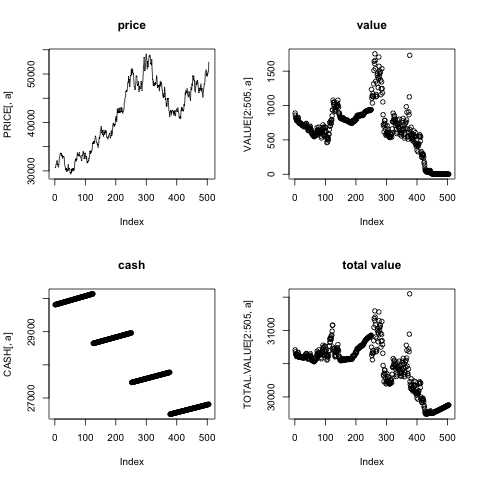 price
PRICE[, a]
30000
40000
50000
0
100
200
300
400
500
Index
value
VALUE[2:505, a]
0
500
1000
1500
0
100
200
300
400
500
Index
cash
CASH[, a]
27000
29000
0
100
200
300
400
500
Index
total value
TOTAL.VALUE[2:505, a]
30000
31000
0
100
200
300
400
500
Index